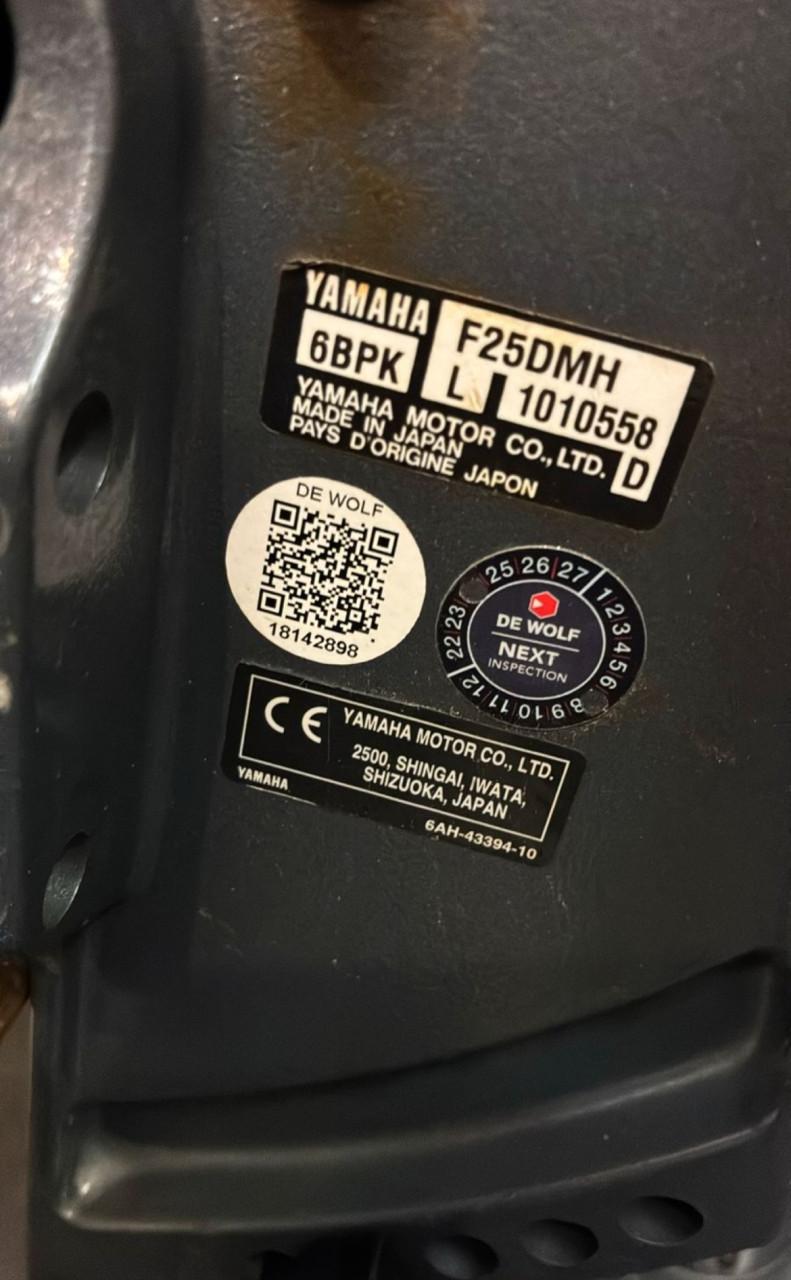 YAMAHA
F25DMH
6BPK
L 1010558
YAMAHA MOTOR CO., LTD.
MADE IN JAPAN
PAYS D'ORIGINE JAPON
D
DE WOLF
18142898
22 23 25 26 27 1 2 3 4 5 6 8 9 10 11 12
DE WOLF
NEXT
INSPECTION
CE
YAMAHA MOTOR CO., LTD.
2500, SHINGAI, IWATA,
SHIZUOKA, JAPAN
YAMAHA
6AH-43394-10